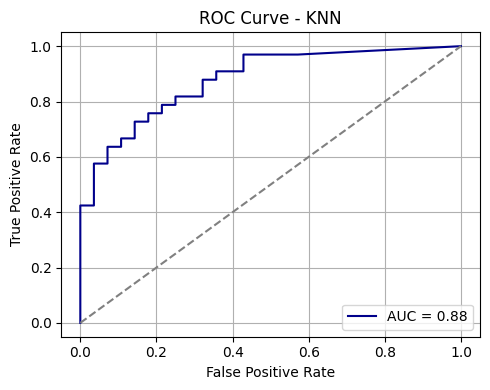 ROC Curve - KNN
True Positive Rate
1.0
0.8
0.6
0.4
0.2
0.0
AUC = 0.88
0.0 0.2 0.4 0.6 0.8 1.0
False Positive Rate